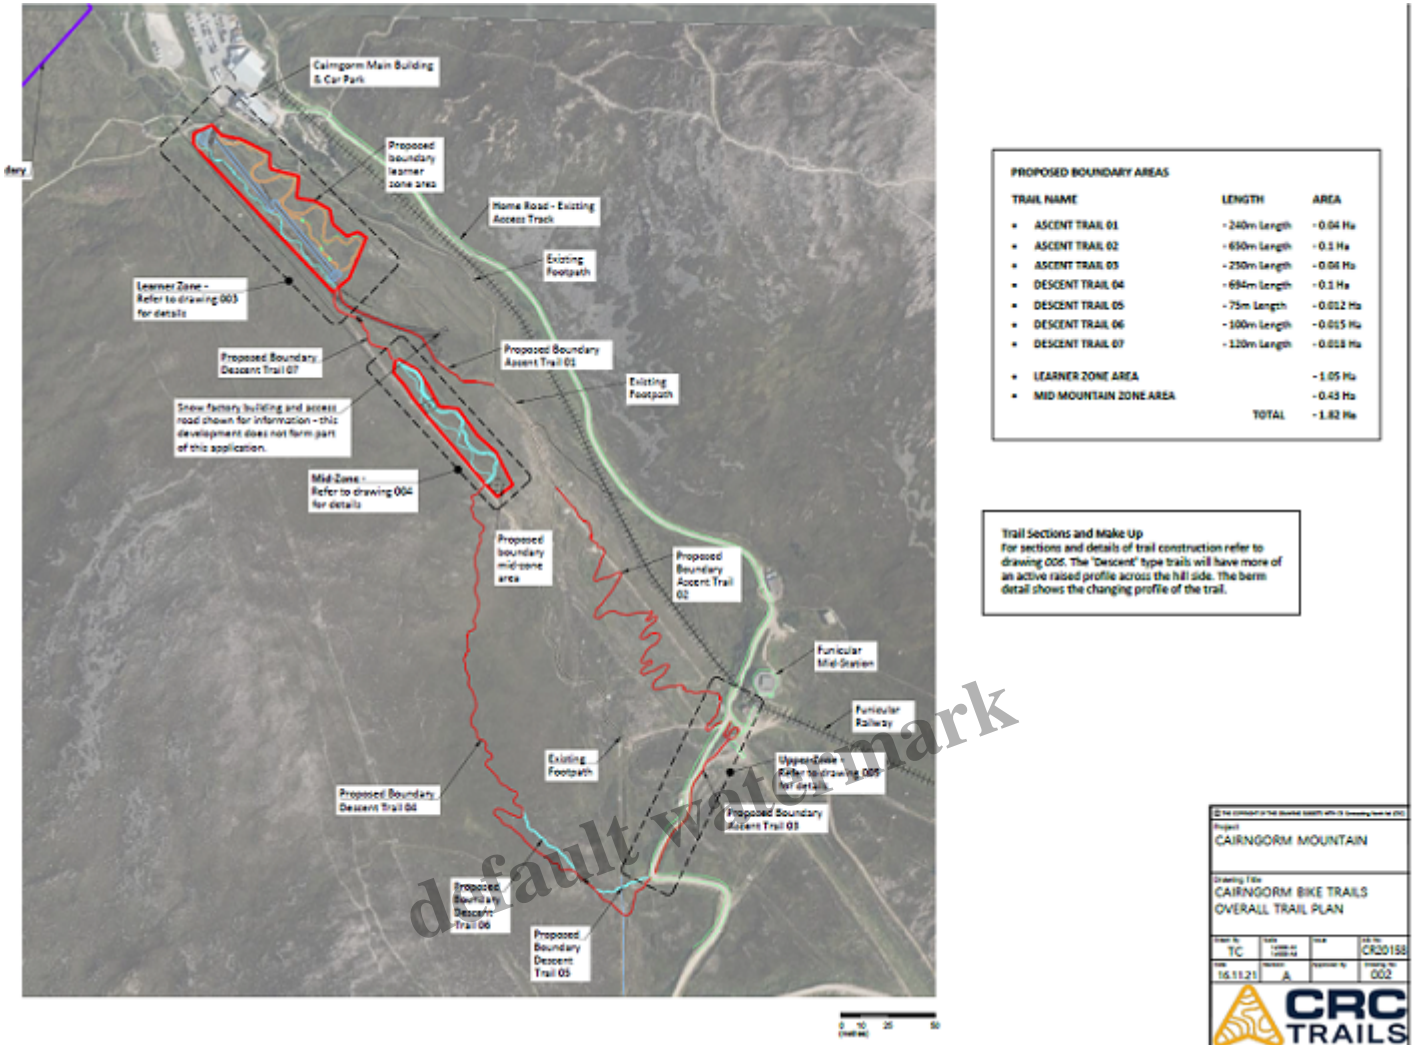 Cairngorm Main Building
& Car Park
Proposed
boundary
learner
zone area
dary
Home Road - Existing
Access Track
Existing
Footpath
Learner Zone -
Refer to drawing 003
for details
Proposed Boundary
Descent Trail 07
Proposed Boundary
Ascent Trail 01
Existing
Footpath
Snow factory building and access
road shown for information - this
development does not form part
of this application.
Mid-Zone -
Refer to drawing 004
for details
Proposed
boundary
mid-zone
area
Proposed
Boundary
Ascent Trail
02
Funicular
Mid-Station
Funicular
Railway
Existing
Footpath
Upper Zone -
Refer to drawing 005
for details
Proposed Boundary
Descent Trail 04
Proposed Boundary
Ascent Trail 03
Proposed
Boundary
Descent
Trail 06
Proposed
Boundary
Descent
Trail 05
default watermark
PROPOSED BOUNDARY AREAS
TRAIL NAME LENGTH AREA
• ASCENT TRAIL 01 - 240m Length - 0.04 Ha
• ASCENT TRAIL 02 - 650m Length - 0.1 Ha
• ASCENT TRAIL 03 - 250m Length - 0.04 Ha
• DESCENT TRAIL 04 - 694m Length - 0.1 Ha
• DESCENT TRAIL 05 - 75m Length - 0.012 Ha
• DESCENT TRAIL 06 - 100m Length - 0.015 Ha
• DESCENT TRAIL 07 - 120m Length - 0.018 Ha
• LEARNER ZONE AREA - 1.05 Ha
• MID MOUNTAIN ZONE AREA - 0.43 Ha
TOTAL - 1.82 Ha
Trail Sections and Make Up
For sections and details of trail construction refer to
drawing 006. The 'Descent' type trails will have more of
an active raised profile across the hill side. The berm
detail shows the changing profile of the trail.
0 10 25 50
(metres)
Project
CAIRNGORM MOUNTAIN
Drawing Title
CAIRNGORM BIKE TRAILS
OVERALL TRAIL PLAN
TC CR20158
16.11.21 A 002
CRC
TRAILS